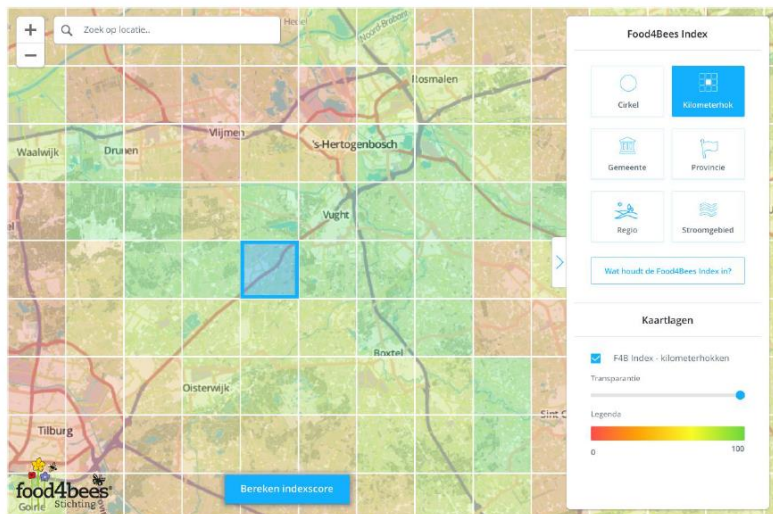 +
−
Zoek op locatie..
Noord-Brabant
Rosmalen
Vlijmen
's-Hertogenbosch
Waalwijk
Drunen
Vught
Boxtel
Oisterwijk
Tilburg
food4bees
Stichting
Goirle
Bereken indexscore
Food4Bees Index
Cirkel
Kilometerhok
Gemeente
Provincie
Regio
Stroomgebied
Wat houdt de Food4Bees Index in?
Kaartlagen
F4B Index - kilometerhokken
Transparantie
Legenda
0
100